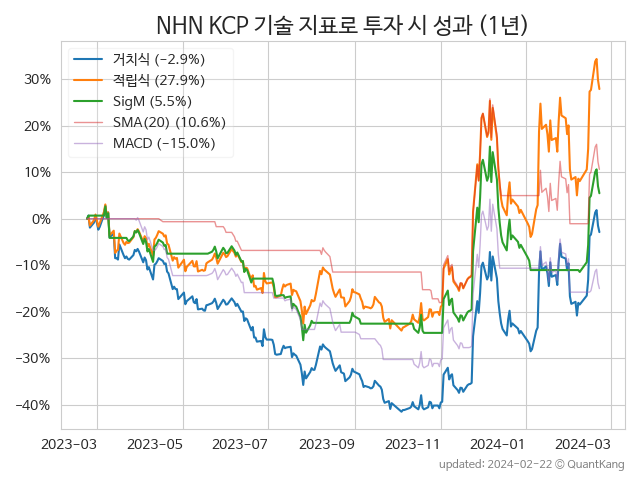 NHN KCP 기술 지표로 투자 시 성과 (1년)
거치식 (−2.9%)
적립식 (27.9%)
SigM (5.5%)
SMA(20) (10.6%)
MACD (−15.0%)
30%
20%
10%
0%
−10%
−20%
−30%
−40%
2023−03 2023−05 2023−07 2023−09 2023−11 2024−01 2024−03
updated: 2024−02−22 © QuantKang